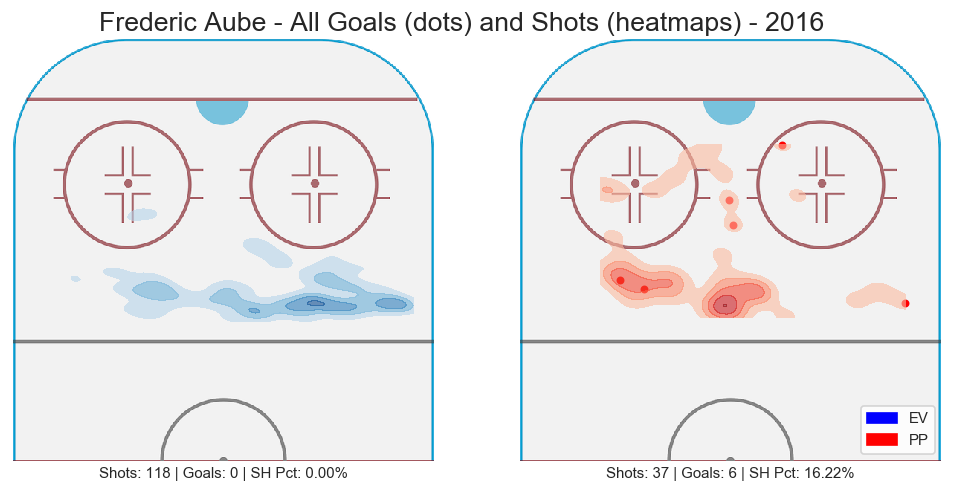 Frederic Aube - All Goals (dots) and Shots (heatmaps) - 2016
EV
PP
Shots: 118 | Goals: 0 | SH Pct: 0.00%
Shots: 37 | Goals: 6 | SH Pct: 16.22%